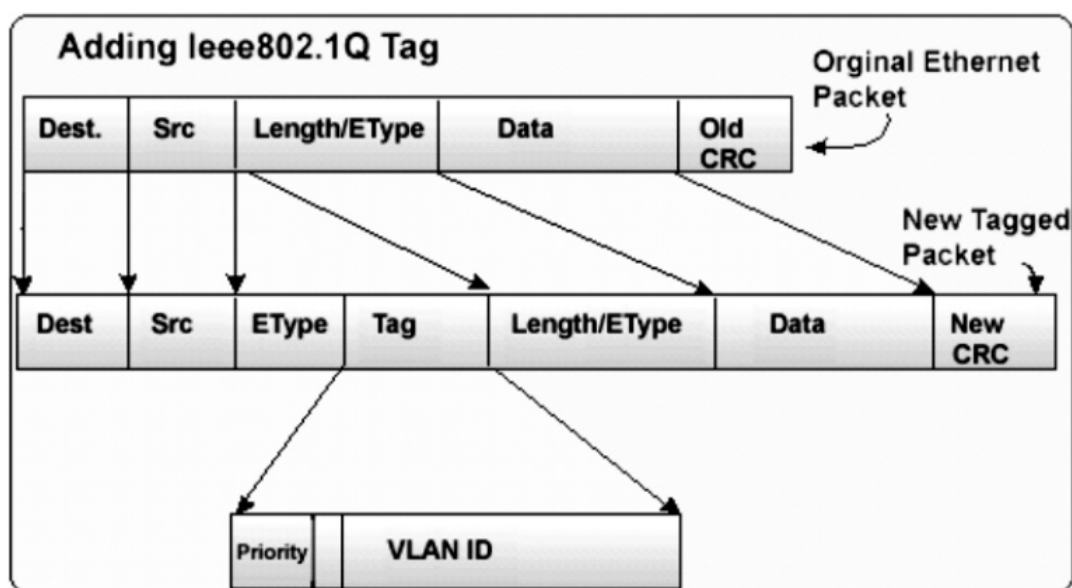 Adding Ieee802.1Q Tag
Orginal Ethernet
Packet
Dest. Src Length/EType Data Old
CRC
New Tagged
Packet
Dest Src EType Tag Length/EType Data New
CRC
Priority VLAN ID